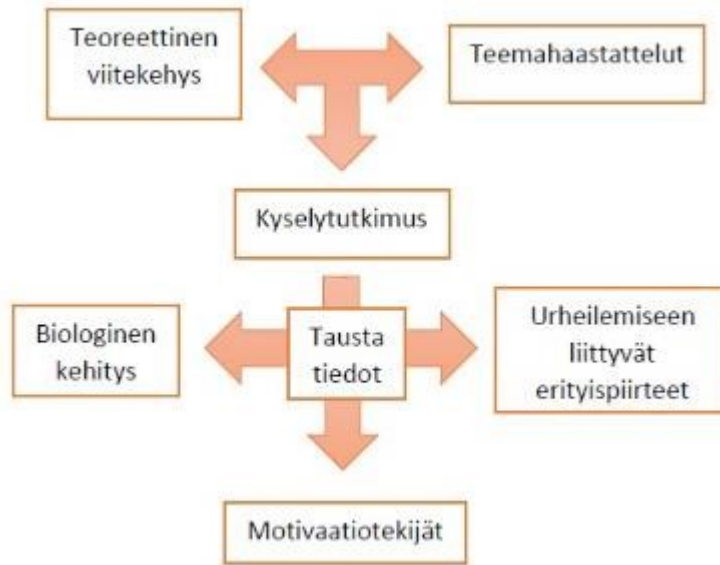 Teoreettinen
viitekehys
Teemahaastattelut
Kyselytutkimus
Biologinen
kehitys
Tausta
tiedot
Urheilemiseen
liittyvät
erityispiirteet
Motivaatiotekijät